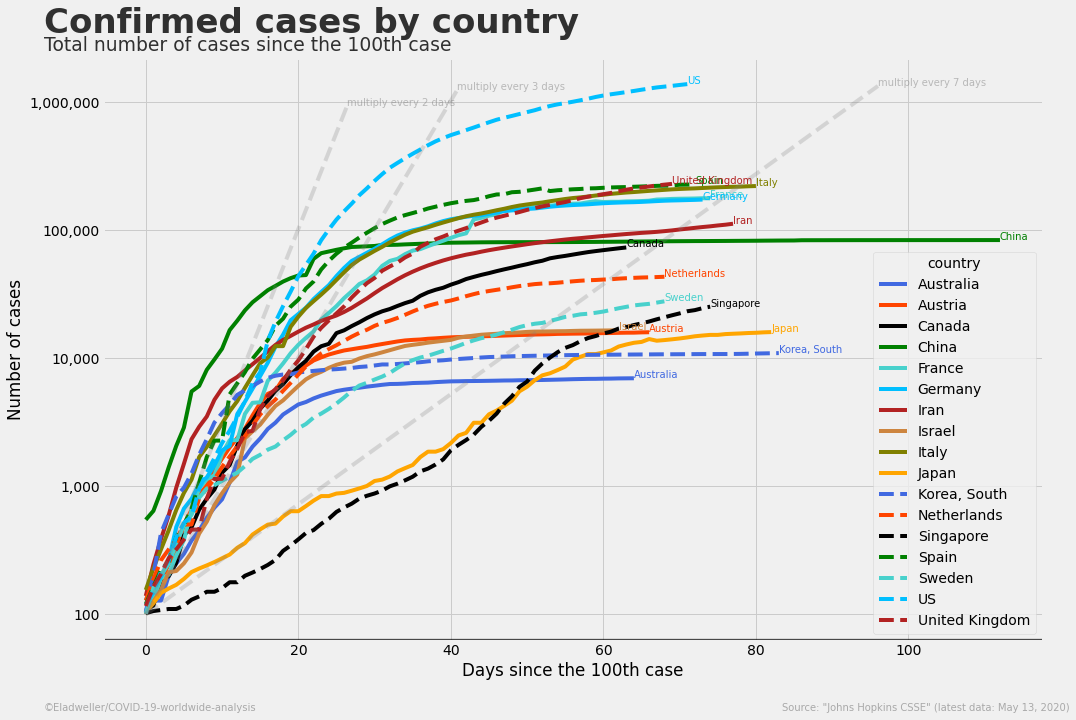 Confirmed cases by country
Total number of cases since the 100th case
Number of cases
1,000,000
100,000
10,000
1,000
100
0
20
40
60
80
100
Days since the 100th case
multiply every 2 days
multiply every 3 days
multiply every 7 days
US
United Kingdom
Spain
Italy
France
Germany
Iran
China
Canada
Netherlands
Sweden
Singapore
Israel
Austria
Japan
Korea, South
Australia
country
Australia
Austria
Canada
China
France
Germany
Iran
Israel
Italy
Japan
Korea, South
Netherlands
Singapore
Spain
Sweden
US
United Kingdom
©Eladweller/COVID-19-worldwide-analysis
Source: "Johns Hopkins CSSE" (latest data: May 13, 2020)